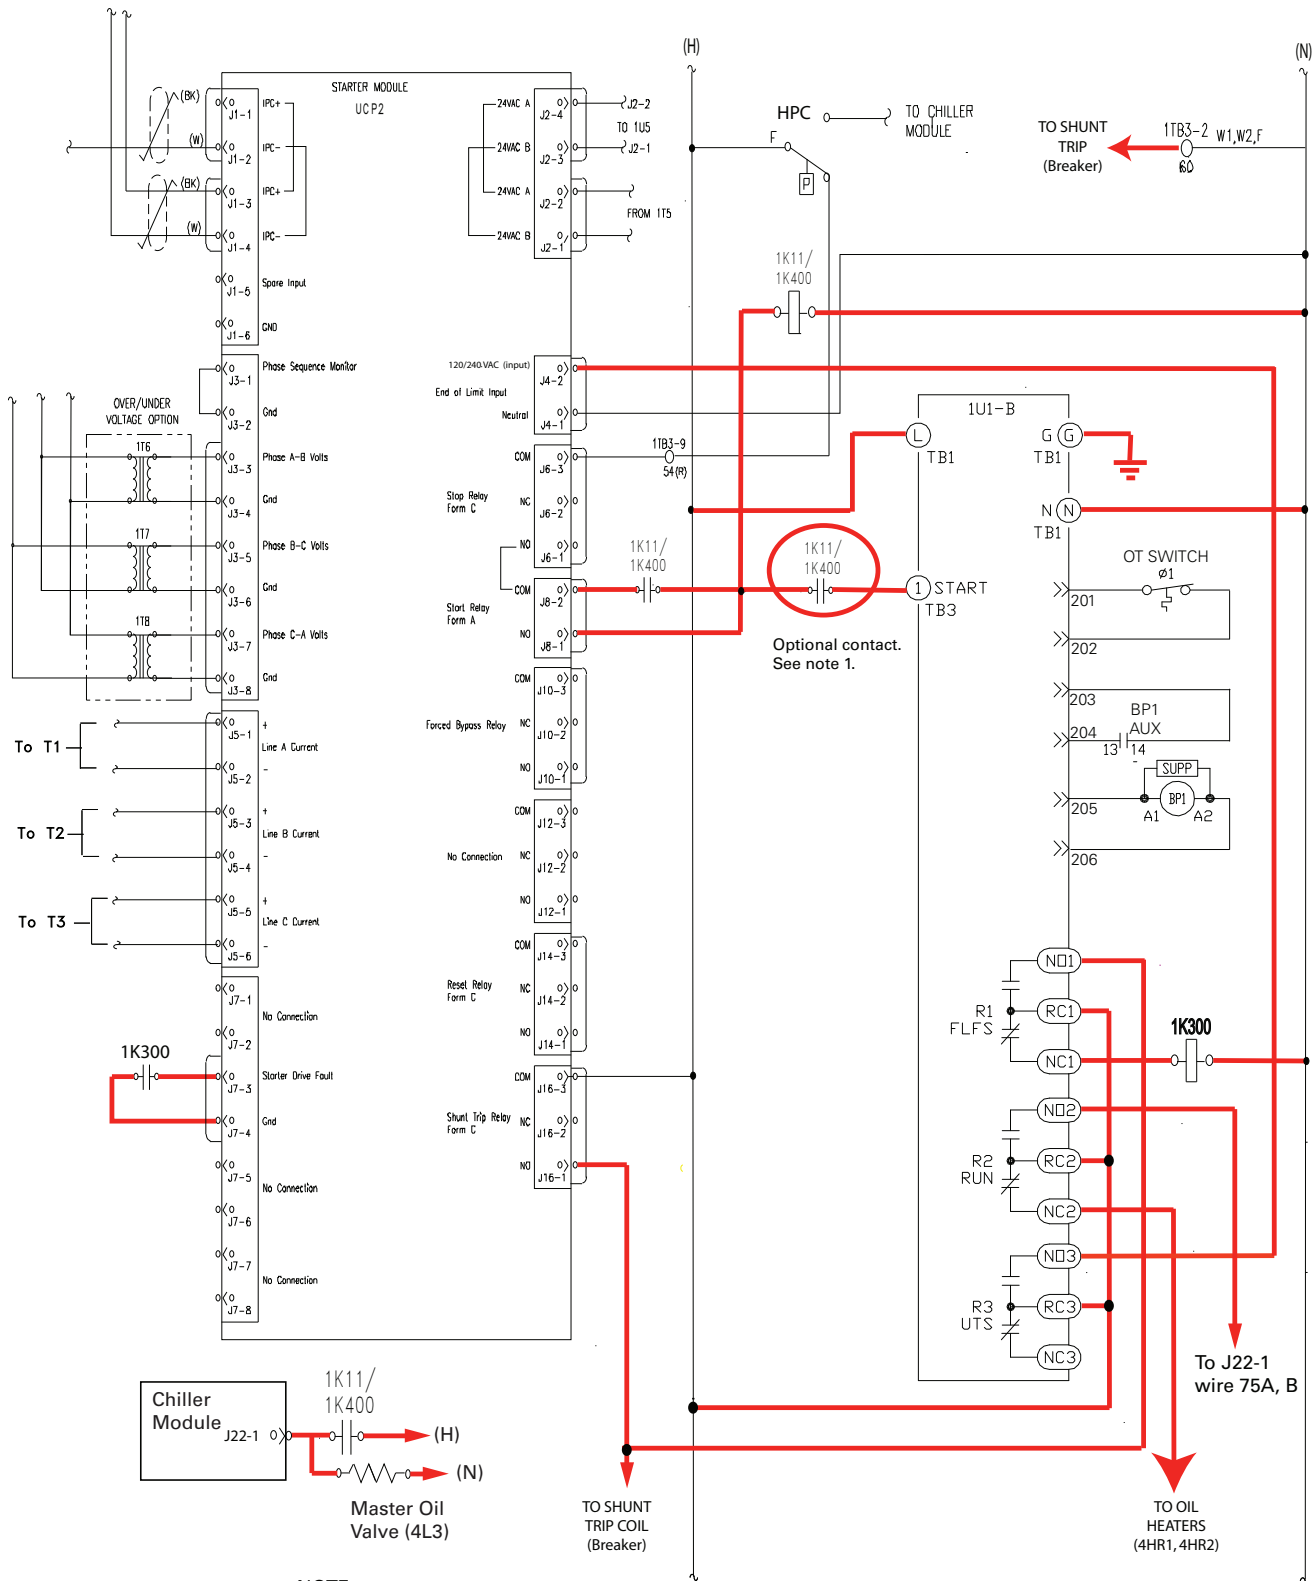 (H)
(N)
STARTER MODULE
UCP2
(BK)
IPC+
J1-1
(W)
IPC-
J1-2
(BK)
IPC+
J1-3
(W)
IPC-
J1-4
Spare Input
J1-5
GND
J1-6
24VAC A
J2-4
J2-2
TO 1U5
24VAC B
J2-3
J2-1
24VAC A
J2-2
FROM 1T5
24VAC B
J2-1
HPC
TO CHILLER
MODULE
F
P
TO SHUNT
TRIP
(Breaker)
1TB3-2
W1,W2,F
60
1K11/
1K400
Phase Sequence Monitor
J3-1
Gnd
J3-2
OVER/UNDER
VOLTAGE OPTION
1T6
Phase A-B Volts
J3-3
Gnd
J3-4
1T7
Phase B-C Volts
J3-5
Gnd
J3-6
1T8
Phase C-A Volts
J3-7
Gnd
J3-8
120/240 VAC (input)
J4-2
End of Limit Input
Neutral
J4-1
COM
J6-3
1TB3-9
54(R)
Stop Relay
Form C
NC
J6-2
NO
J6-1
COM
J8-2
Start Relay
Form A
NO
J8-1
1K11/
1K400
1K11/
1K400
Optional contact.
See note 1.
COM
J10-3
Forced Bypass Relay
NC
J10-2
NO
J10-1
COM
J12-3
No Connection
NC
J12-2
NO
J12-1
COM
J14-3
Reset Relay
Form C
NC
J14-2
NO
J14-1
COM
J16-3
Shunt Trip Relay
Form C
NC
J16-2
NO
J16-1
To T1
+
J5-1
Line A Current
-
J5-2
To T2
+
J5-3
Line B Current
-
J5-4
To T3
+
J5-5
Line C Current
-
J5-6
J7-1
No Connection
J7-2
1K300
Starter Drive Fault
J7-3
Gnd
J7-4
J7-5
No Connection
J7-6
J7-7
No Connection
J7-8
1U1-B
L
TB1
G
G
TB1
N
N
TB1
1
START
TB3
OT SWITCH
ø1
201
202
203
BP1
AUX
204
13
14
SUPP
BP1
205
A1
A2
206
NO1
R1
FLFS
RC1
NC1
1K300
NO2
R2
RUN
RC2
NC2
NO3
R3
UTS
RC3
NC3
To J22-1
wire 75A, B
Chiller
Module
J22-1
1K11/
1K400
(H)
(N)
Master Oil
Valve (4L3)
TO SHUNT
TRIP COIL
(Breaker)
TO OIL
HEATERS
(4HR1, 4HR2)